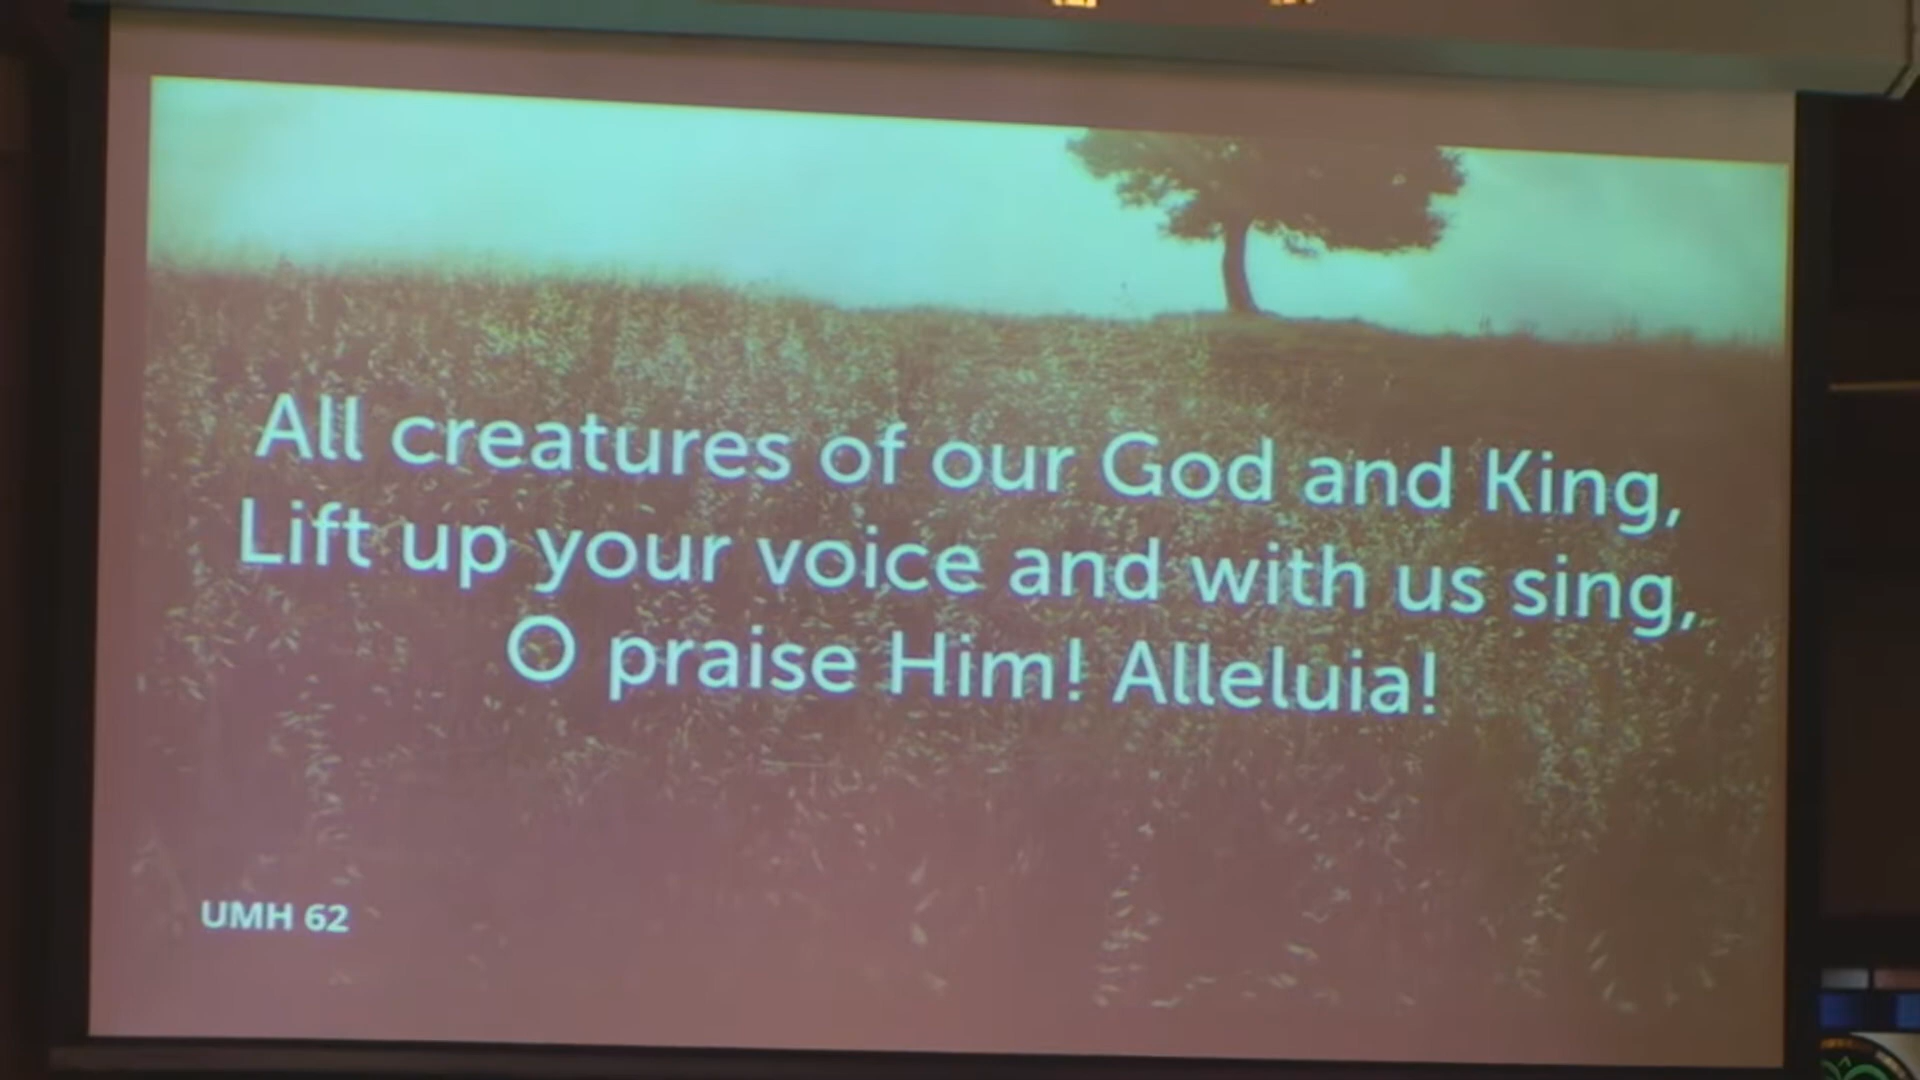 All creatures of our God and King,
Lift up your voice and with us sing,
O praise Him! Alleluia!
UMH 62